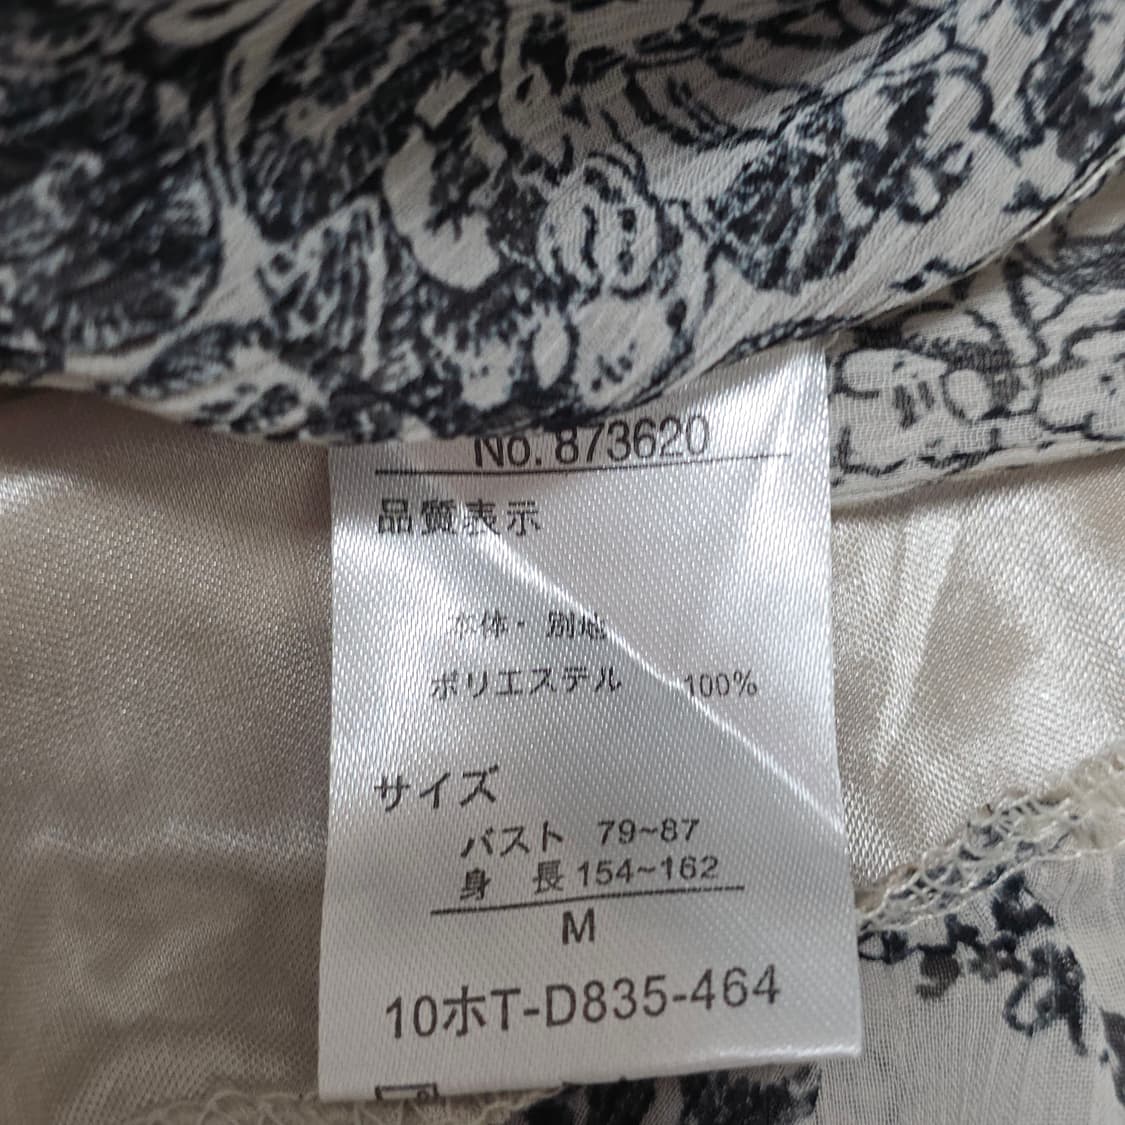 No. 873620
品質表示
本体・別地
ポリエステル 100%
サイズ
バスト 79~87
身 長 154~162
M
10ホT-D835-464